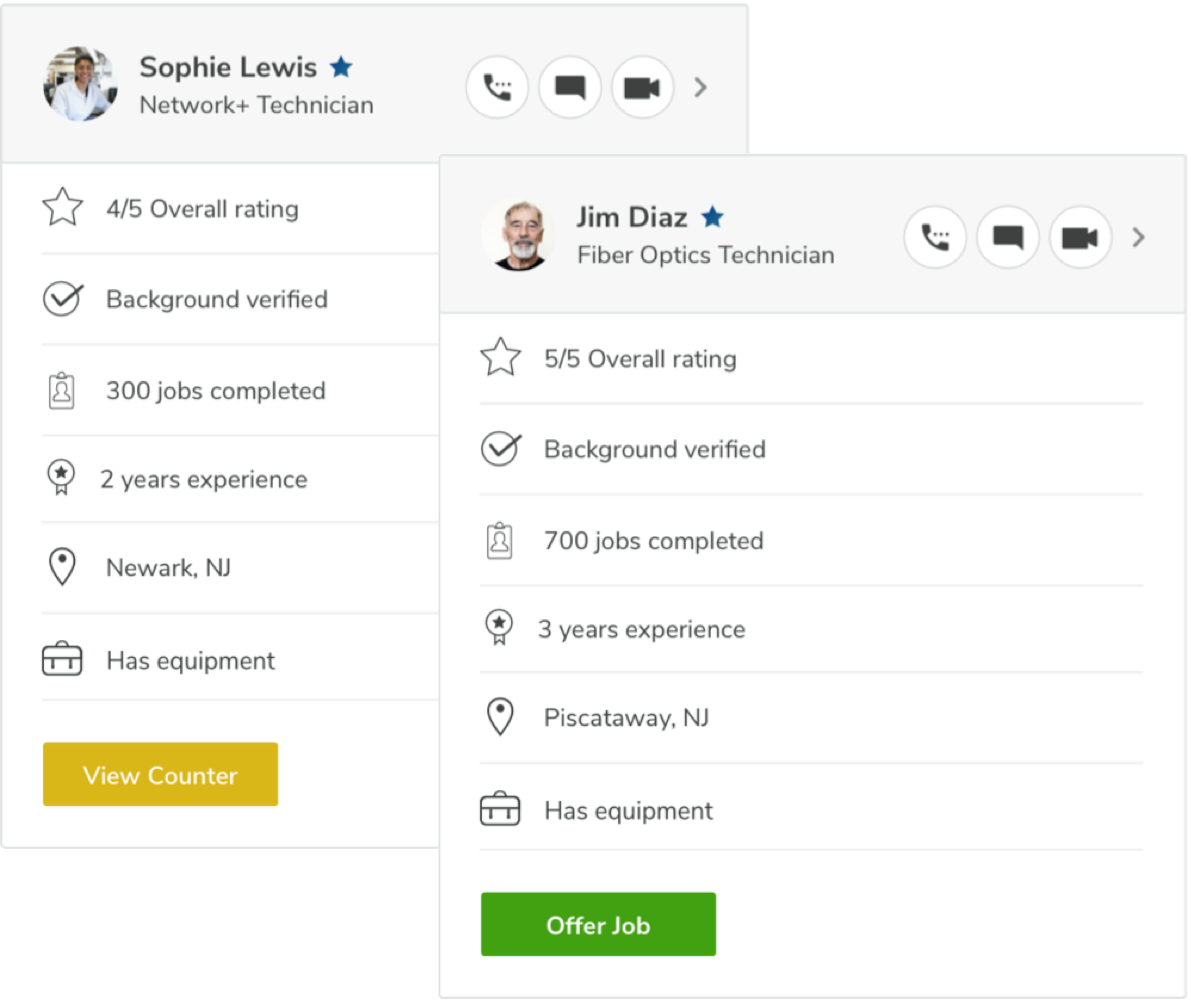 Sophie Lewis
Network+ Technician
4/5 Overall rating
Background verified
300 jobs completed
2 years experience
Newark, NJ
Has equipment
View Counter
Jim Diaz
Fiber Optics Technician
5/5 Overall rating
Background verified
700 jobs completed
3 years experience
Piscataway, NJ
Has equipment
Offer Job